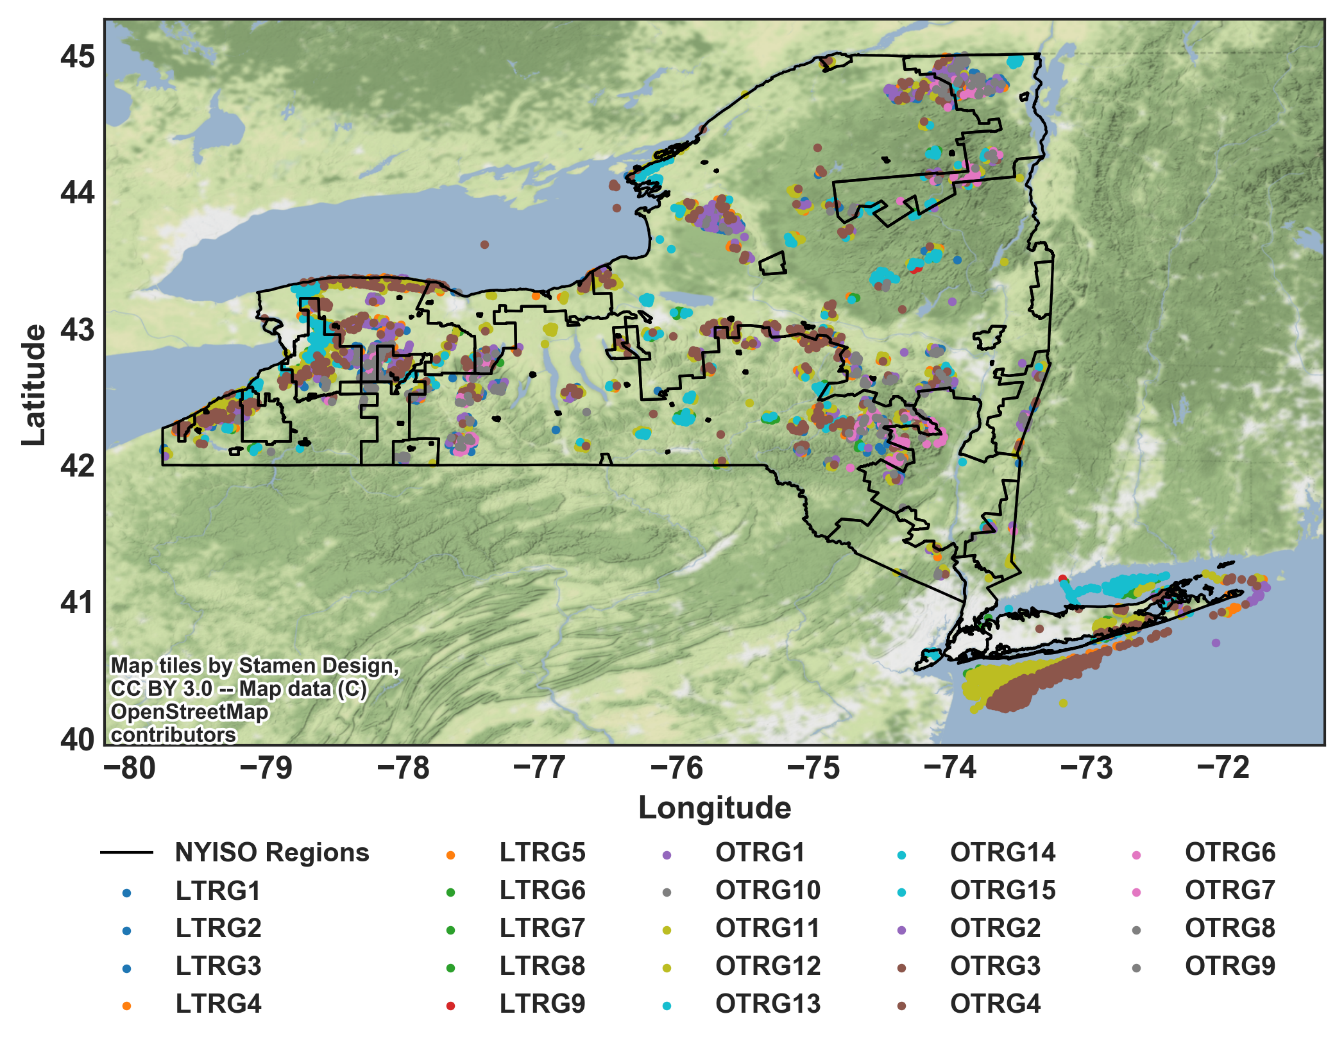 45
44
43
42
41
40
Latitude
Map tiles by Stamen Design,
CC BY 3.0 -- Map data (C)
OpenStreetMap
contributors
−80 −79 −78 −77 −76 −75 −74 −73 −72
Longitude
NYISO Regions LTRG5 OTRG1 OTRG14 OTRG6
LTRG1 LTRG6 OTRG10 OTRG15 OTRG7
LTRG2 LTRG7 OTRG11 OTRG2 OTRG8
LTRG3 LTRG8 OTRG12 OTRG3 OTRG9
LTRG4 LTRG9 OTRG13 OTRG4